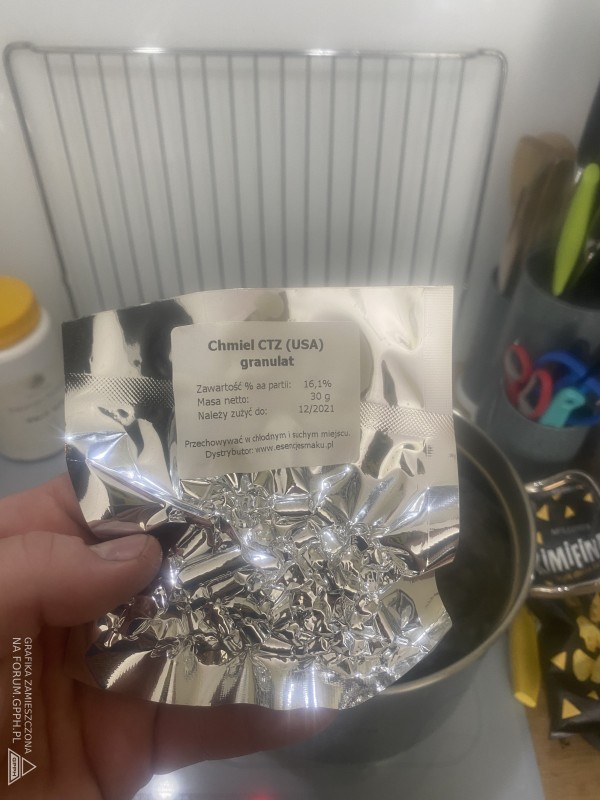 Chmiel CTZ (USA)
granulat
Zawartość % aa partii: 16,1%
Masa netto: 30 g
Należy zużyć do: 12/2021
Przechowywać w chłodnym i suchym miejscu.
Dystrybutor: www.esencjesmaku.pl
GRAFIKA ZAMIESZCZONA
NA FORUM.GPPH.PL